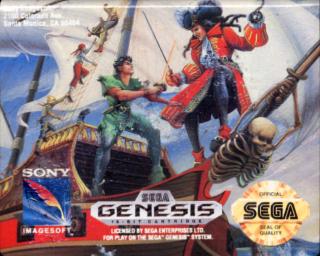 2100 Colorado Ave.
Santa Monica, CA 90404
SONY
IMAGESOFT
SEGA
GENESIS
16-BIT CARTRIDGE
LICENSED BY SEGA ENTERPRISES LTD.
FOR PLAY ON THE SEGA™ GENESIS™ SYSTEM.
OFFICIAL
SEGA
SEAL OF
QUALITY